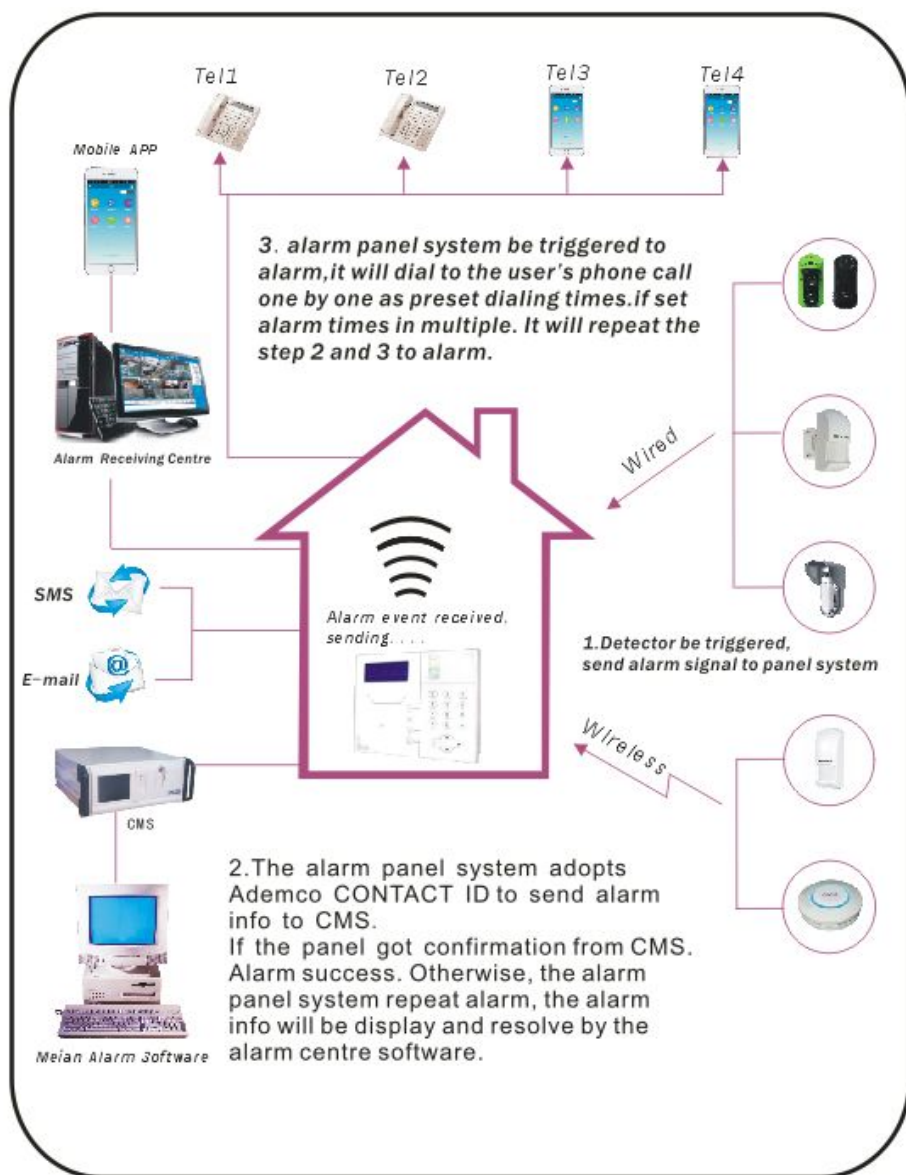 Tel1
Tel2
Tel3
Tel4
Mobile APP
3. alarm panel system be triggered to
alarm,it will dial to the user's phone call
one by one as preset dialing times.if set
alarm times in multiple. It will repeat the
step 2 and 3 to alarm.
Alarm Receiving Centre
Wired
SMS
E-mail
Alarm event received,
sending....
1.Detector be triggered,
send alarm signal to panel system
Wireless
CMS
2.The alarm panel system adopts
Ademco CONTACT ID to send alarm
info to CMS.
If the panel got confirmation from CMS.
Alarm success. Otherwise, the alarm
panel system repeat alarm, the alarm
info will be display and resolve by the
alarm centre software.
Meian Alarm Software